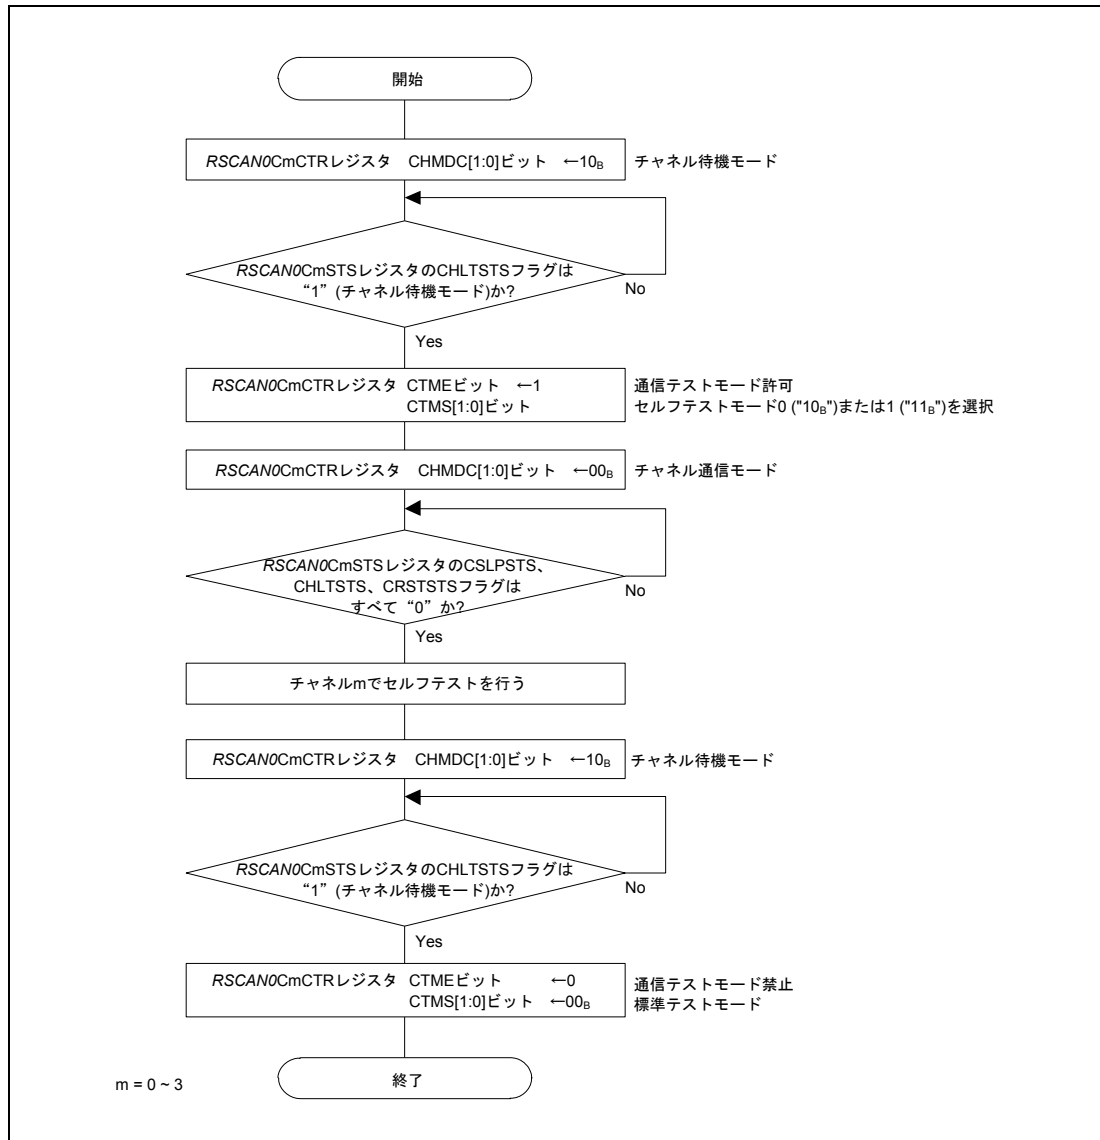 開始
RSCAN0CmCTRレジスタ CHMDC[1:0]ビット ←10B チャネル待機モード
RSCAN0CmSTSレジスタのCHLTSTSフラグは
“1” (チャネル待機モード)か?
No
Yes
RSCAN0CmCTRレジスタ CTMEビット ←1 通信テストモード許可
CTMS[1:0]ビット セルフテストモード0 ("10B")または1 ("11B")を選択
RSCAN0CmCTRレジスタ CHMDC[1:0]ビット ←00B チャネル通信モード
RSCAN0CmSTSレジスタのCSLPSTS、
CHLTSTS、CRSTSTSフラグは
すべて “0” か?
No
Yes
チャネルmでセルフテストを行う
RSCAN0CmCTRレジスタ CHMDC[1:0]ビット ←10B チャネル待機モード
RSCAN0CmSTSレジスタのCHLTSTSフラグは
“1” (チャネル待機モード)か?
No
Yes
RSCAN0CmCTRレジスタ CTMEビット ←0 通信テストモード禁止
CTMS[1:0]ビット ←00B 標準テストモード
終了
m = 0 ~ 3